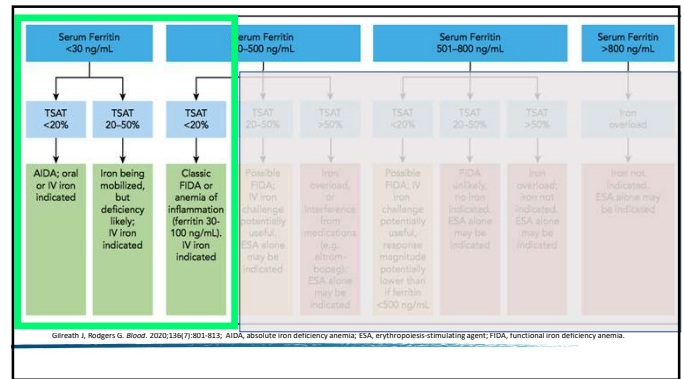 Serum Ferritin
<30 ng/mL
erum Ferritin
0–500 ng/mL
Serum Ferritin
501–800 ng/mL
Serum Ferritin
>800 ng/mL
TSAT
<20%
TSAT
20–50%
TSAT
<20%
TSAT
20–50%
TSAT
>50%
TSAT
<20%
TSAT
20–50%
TSAT
>50%
Iron
overload
AIDA; oral
or IV iron
indicated
Iron being
mobilized,
but
deficiency
likely;
IV iron
indicated
Classic
FIDA or
anemia of
inflammation
(ferritin 30-
100 ng/mL).
IV iron
indicated
Possible
FIDA;
IV iron
challenge
potentially
useful,
ESA alone
may be
indicated
Iron
overload,
or
interference
from
medications
(e.g.
eltrom-
bopag);
ESA alone
may be
indicated
Possible
FIDA; IV
iron
challenge
potentially
useful,
response
magnitude
potentially
lower than
if ferritin
<500 ng/mL
FIDA
unlikely,
no iron
indicated.
ESA alone
may be
indicated
Iron
overload;
iron not
indicated.
ESA alone
may be
indicated
Iron not
indicated.
ESA alone may
be indicated
Gilreath J, Rodgers G. Blood. 2020;136(7):801-813; AIDA, absolute iron deficiency anemia; ESA, erythropoiesis-stimulating agent; FIDA, functional iron deficiency anemia.